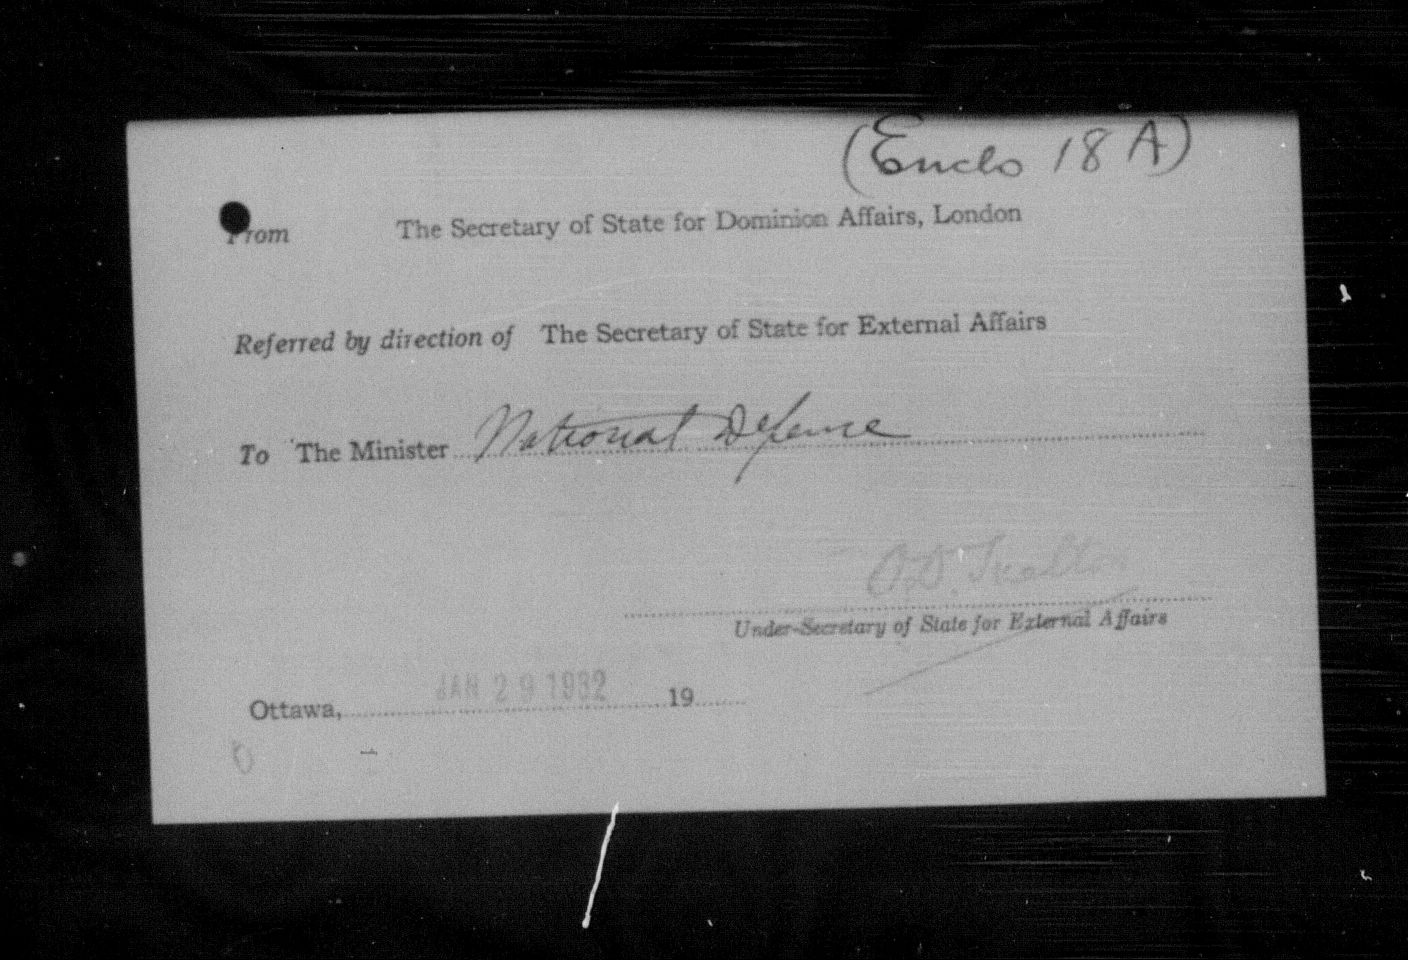 (Enclo 18 A)
From The Secretary of State for Dominion Affairs, London
Referred by direction of The Secretary of State for External Affairs
To The Minister National Defence
O.D. Skelton
Under-Secretary of State for External Affairs
Ottawa, JAN 29 1932 19